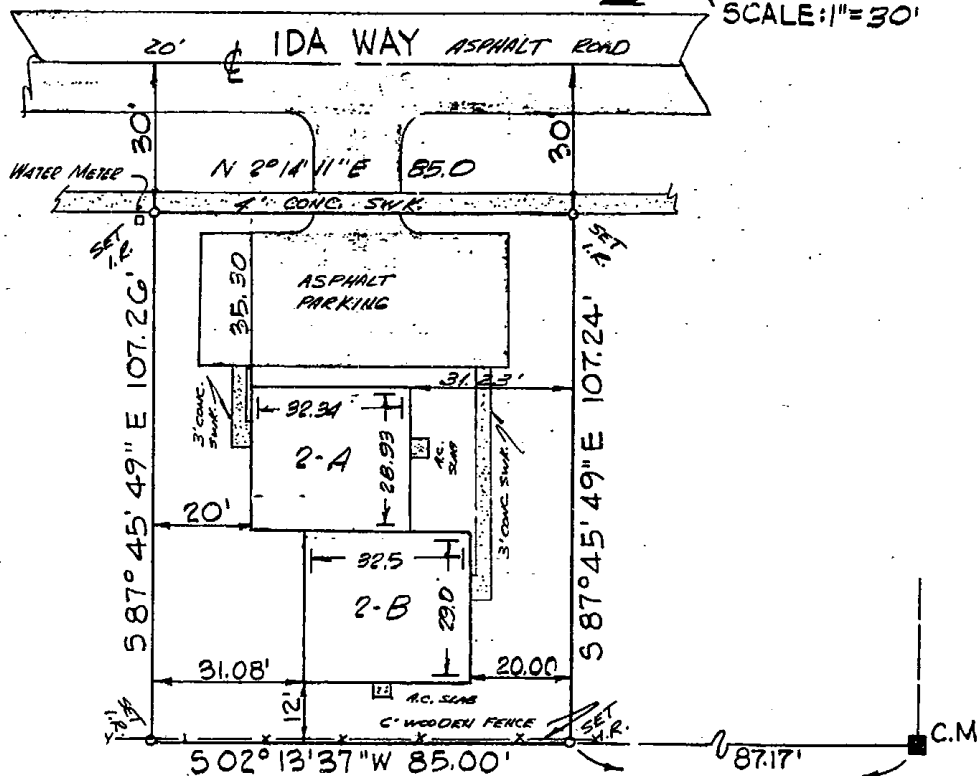 SCALE: 1" = 30'
20' ℄ IDA WAY ASPHALT ROAD
30'
30'
WATER METER
N 2° 14' 11" E 85.0
4' CONC. SWK.
SET I.R.
SET I.R.
ASPHALT
PARKING
35.30
S 87° 45' 49" E 107.26'
S 87° 45' 49" E 107.24'
31.23'
3' CONC. SWK.
32.34
2-A
28.93
A.C. SLAB
3' CONC. SWK.
20'
32.5
2-B
29.0
31.08'
20.00
12'
A.C. SLAB
6' WOODEN FENCE
SET I.R.
SET I.R.
S 02° 13' 37" W 85.00'
87.17'
C.M